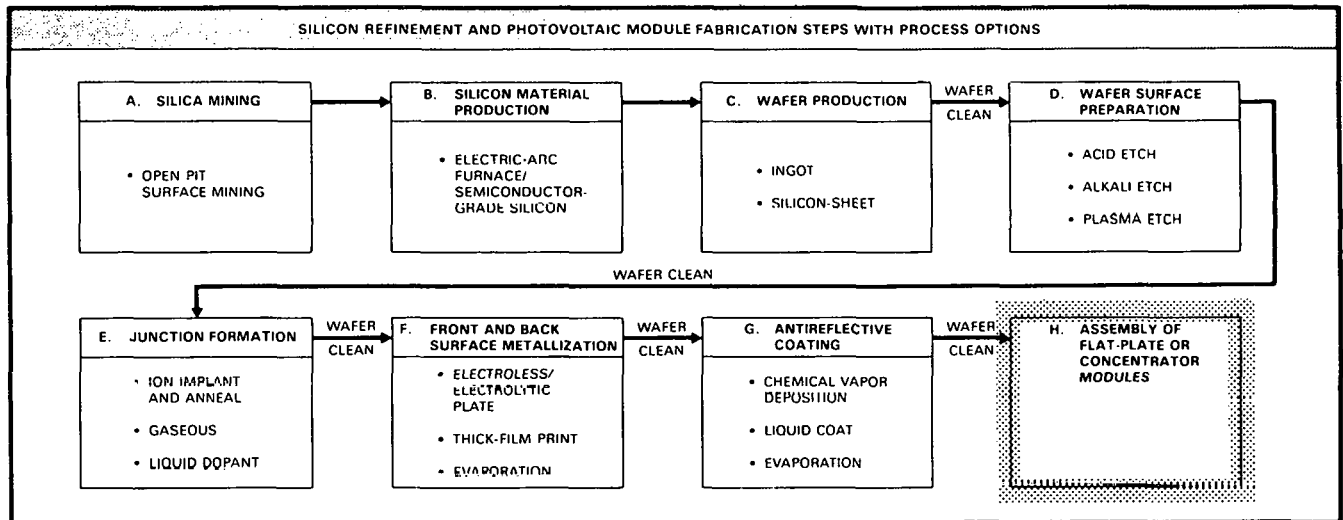 SILICON REFINEMENT AND PHOTOVOLTAIC MODULE FABRICATION STEPS WITH PROCESS OPTIONS
A. SILICA MINING
• OPEN PIT
SURFACE MINING
B. SILICON MATERIAL
PRODUCTION
• ELECTRIC-ARC
FURNACE/
SEMICONDUCTOR-
GRADE SILICON
C. WAFER PRODUCTION
• INGOT
• SILICON-SHEET
WAFER
CLEAN
D. WAFER SURFACE
PREPARATION
• ACID ETCH
• ALKALI ETCH
• PLASMA ETCH
WAFER CLEAN
E. JUNCTION FORMATION
• ION IMPLANT
AND ANNEAL
• GASEOUS
• LIQUID DOPANT
WAFER
CLEAN
F. FRONT AND BACK
SURFACE METALLIZATION
• ELECTROLESS/
ELECTROLYTIC
PLATE
• THICK-FILM PRINT
• EVAPORATION
WAFER
CLEAN
G. ANTIREFLECTIVE
COATING
• CHEMICAL VAPOR
DEPOSITION
• LIQUID COAT
• EVAPORATION
WAFER
CLEAN
H. ASSEMBLY OF
FLAT-PLATE OR
CONCENTRATOR
MODULES